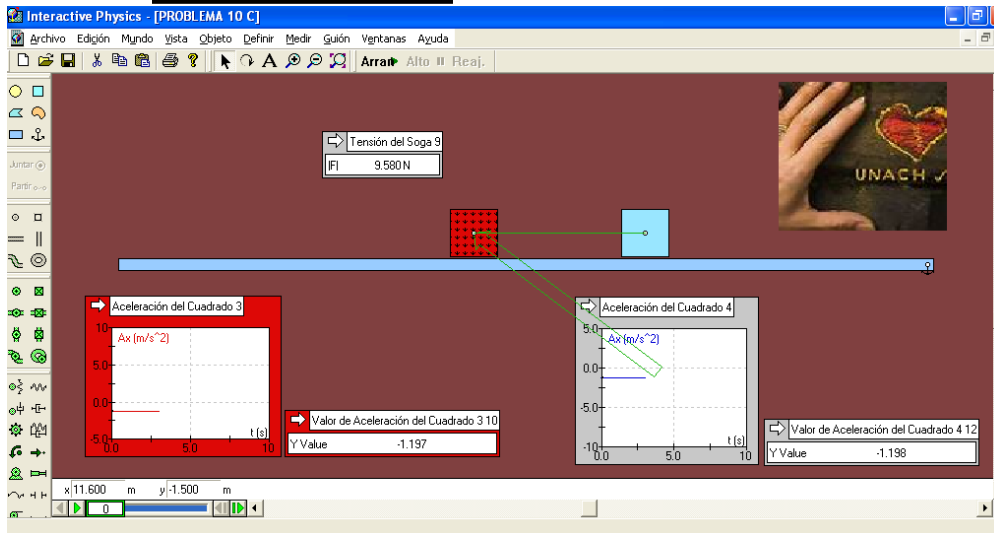 Interactive Physics - [PROBLEMA 10 C]
Archivo Edición Mundo Vista Objeto Definir Medir Guión Ventanas Ayuda
Arran Alto Reaj.
Juntar
Partir
UNACH
Tensión del Soga 9
|F| 9.580 N
Aceleración del Cuadrado 3
Ax (m/s^2)
10
5.0
0.0
-5.0
0.0 5.0 10
t (s)
Valor de Aceleración del Cuadrado 3 10
Y Value -1.197
Aceleración del Cuadrado 4
Ax (m/s^2)
5.0
0.0
-5.0
-10
0.0 5.0 10
t (s)
Valor de Aceleración del Cuadrado 4 12
Y Value -1.198
x 11.600 m y -1.500 m
0